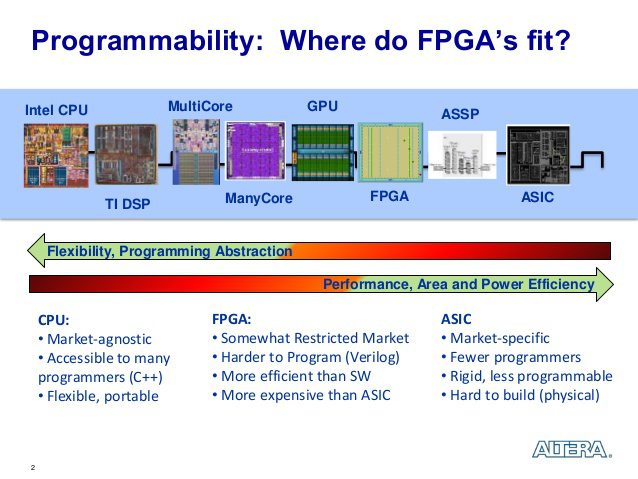 Programmability:  Where do FPGA's fit?
Intel CPU
TI DSP
MultiCore
ManyCore
GPU
FPGA
ASSP
ASIC
Flexibility, Programming Abstraction
Performance, Area and Power Efficiency
CPU:
• Market-agnostic
• Accessible to many
programmers (C++)
• Flexible, portable
FPGA:
• Somewhat Restricted Market
• Harder to Program (Verilog)
• More efficient than SW
• More expensive than ASIC
ASIC
• Market-specific
• Fewer programmers
• Rigid, less programmable
• Hard to build (physical)
2
ALTERA®